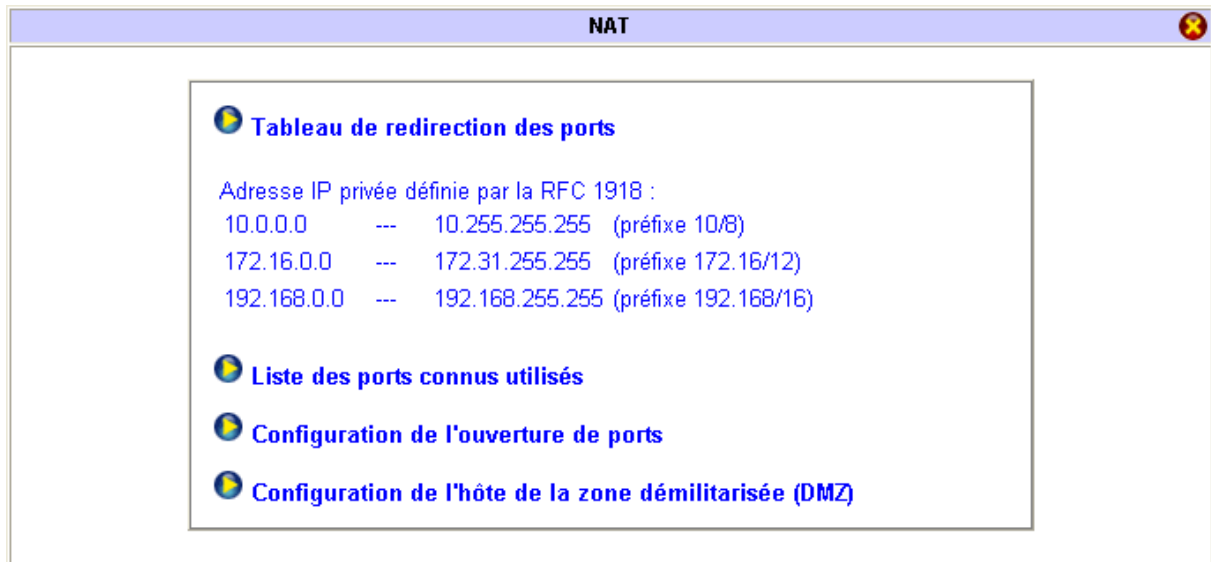 NAT
Tableau de redirection des ports
Adresse IP privée définie par la RFC 1918 :
10.0.0.0 --- 10.255.255.255 (préfixe 10/8)
172.16.0.0 --- 172.31.255.255 (préfixe 172.16/12)
192.168.0.0 --- 192.168.255.255 (préfixe 192.168/16)
Liste des ports connus utilisés
Configuration de l'ouverture de ports
Configuration de l'hôte de la zone démilitarisée (DMZ)